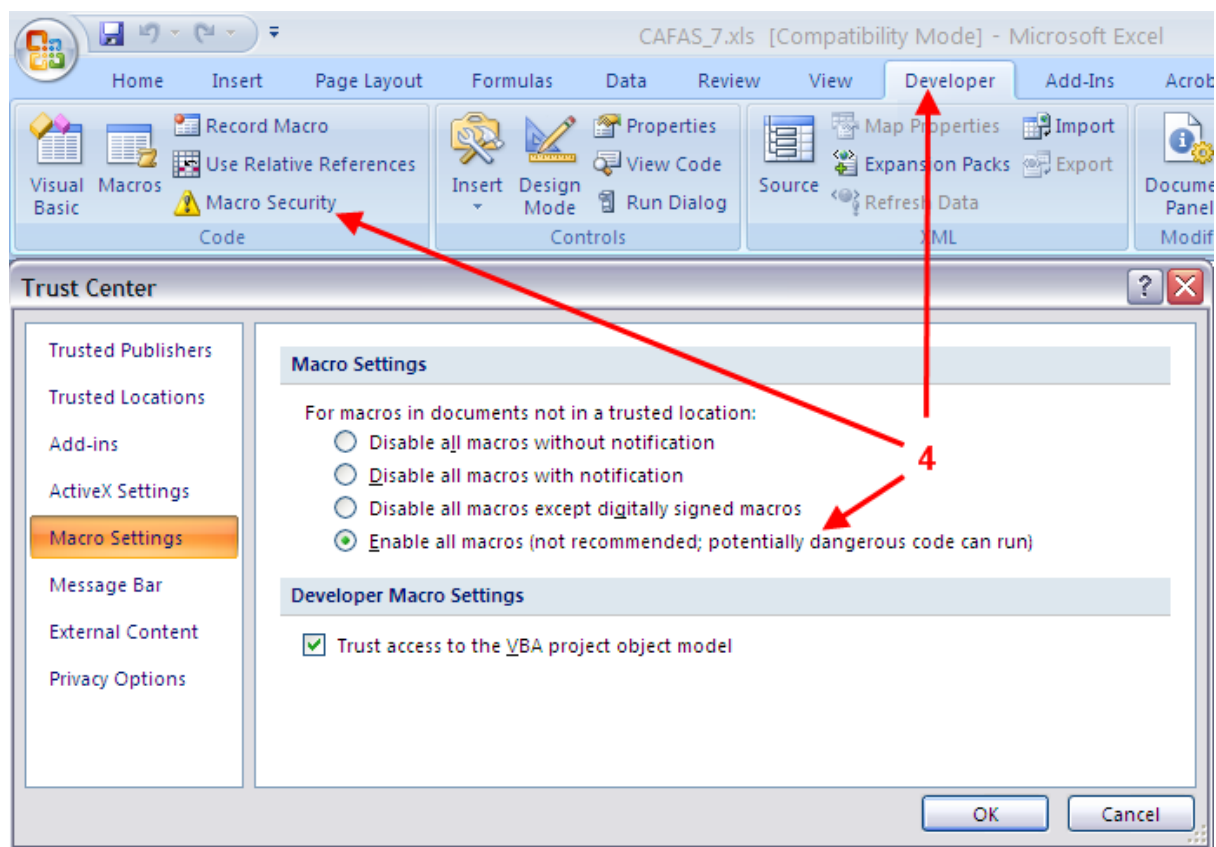 CAFAS_7.xls [Compatibility Mode] - Microsoft Excel
Home Insert Page Layout Formulas Data Review View Developer Add-Ins Acrob
Record Macro
Use Relative References
Macro Security
Visual Basic
Macros
Code
Insert
Design Mode
Properties
View Code
Run Dialog
Controls
Source
Map Properties
Expansion Packs
Refresh Data
Import
Export
XML
Docume
Panel
Modif
Trust Center
Trusted Publishers
Trusted Locations
Add-ins
ActiveX Settings
Macro Settings
Message Bar
External Content
Privacy Options
Macro Settings
For macros in documents not in a trusted location:
Disable all macros without notification
Disable all macros with notification
Disable all macros except digitally signed macros
Enable all macros (not recommended; potentially dangerous code can run)
4
Developer Macro Settings
Trust access to the VBA project object model
OK Cancel